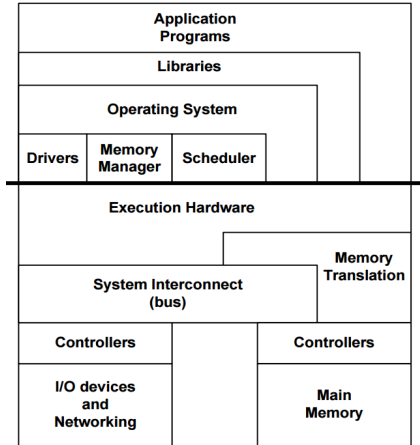 Application
Programs
Libraries
Operating System
Drivers
Memory
Manager
Scheduler
Execution Hardware
Memory
Translation
System Interconnect
(bus)
Controllers
Controllers
I/O devices
and
Networking
Main
Memory